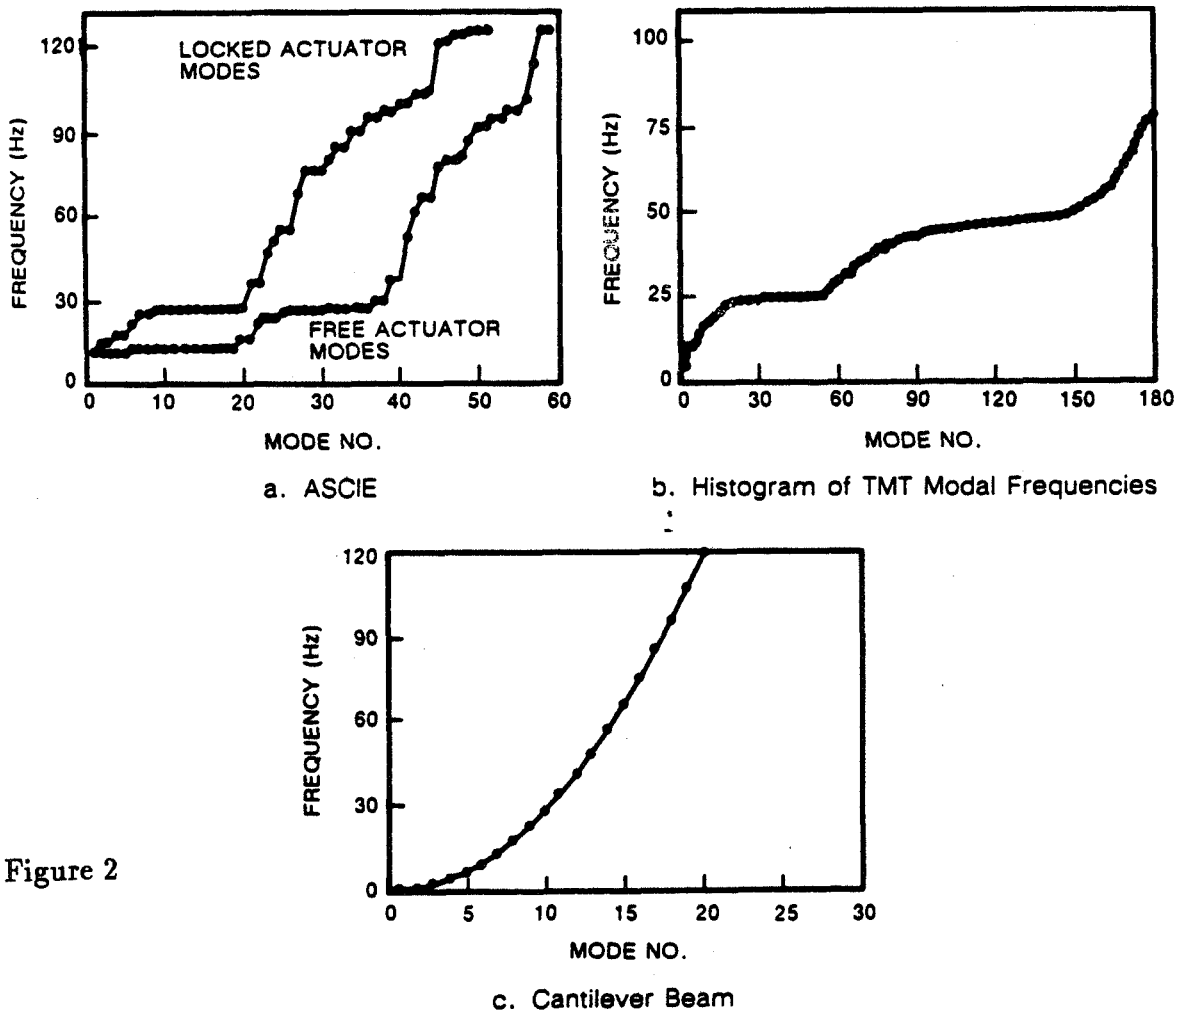 120
90
60
30
0
FREQUENCY (Hz)
LOCKED ACTUATOR
MODES
FREE ACTUATOR
MODES
0 10 20 30 40 50 60
MODE NO.
a. ASCIE
100
75
50
25
0
FREQUENCY (Hz)
0 30 60 90 120 150 180
MODE NO.
b. Histogram of TMT Modal Frequencies
120
90
60
30
0
FREQUENCY (Hz)
0 5 10 15 20 25 30
MODE NO.
c. Cantilever Beam
Figure 2